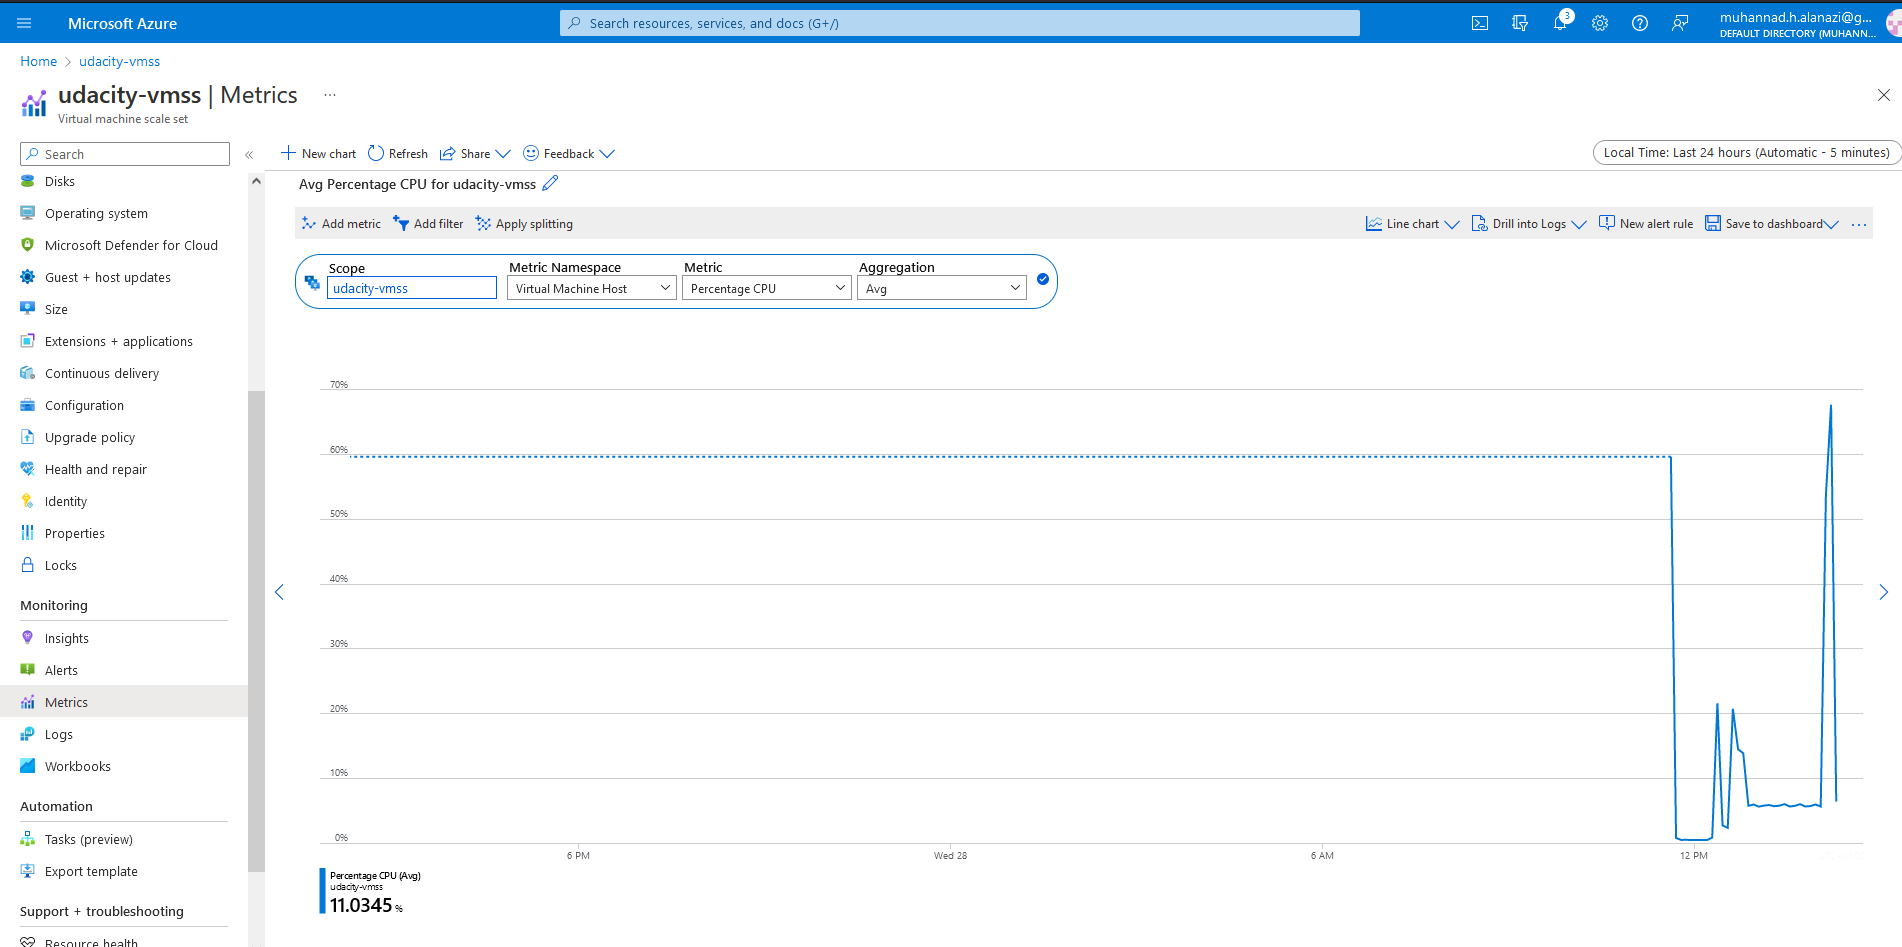 Microsoft Azure
Search resources, services, and docs (G+/)
3
muhannad.h.alanazi@g...
DEFAULT DIRECTORY (MUHANN...
Home > udacity-vmss
udacity-vmss | Metrics ...
Virtual machine scale set
Search
«
New chart Refresh Share Feedback
Local Time: Last 24 hours (Automatic - 5 minutes)
Disks
Operating system
Microsoft Defender for Cloud
Guest + host updates
Size
Extensions + applications
Continuous delivery
Configuration
Upgrade policy
Health and repair
Identity
Properties
Locks
Monitoring
Insights
Alerts
Metrics
Logs
Workbooks
Automation
Tasks (preview)
Export template
Support + troubleshooting
Resource health
Avg Percentage CPU for udacity-vmss
Add metric Add filter Apply splitting
Line chart Drill into Logs New alert rule Save to dashboard ...
Scope Metric Namespace Metric Aggregation
udacity-vmss Virtual Machine Host Percentage CPU Avg
70%
60%
50%
40%
30%
20%
10%
0%
6 PM Wed 28 6 AM 12 PM
Percentage CPU (Avg)
udacity-vmss
11.0345 %